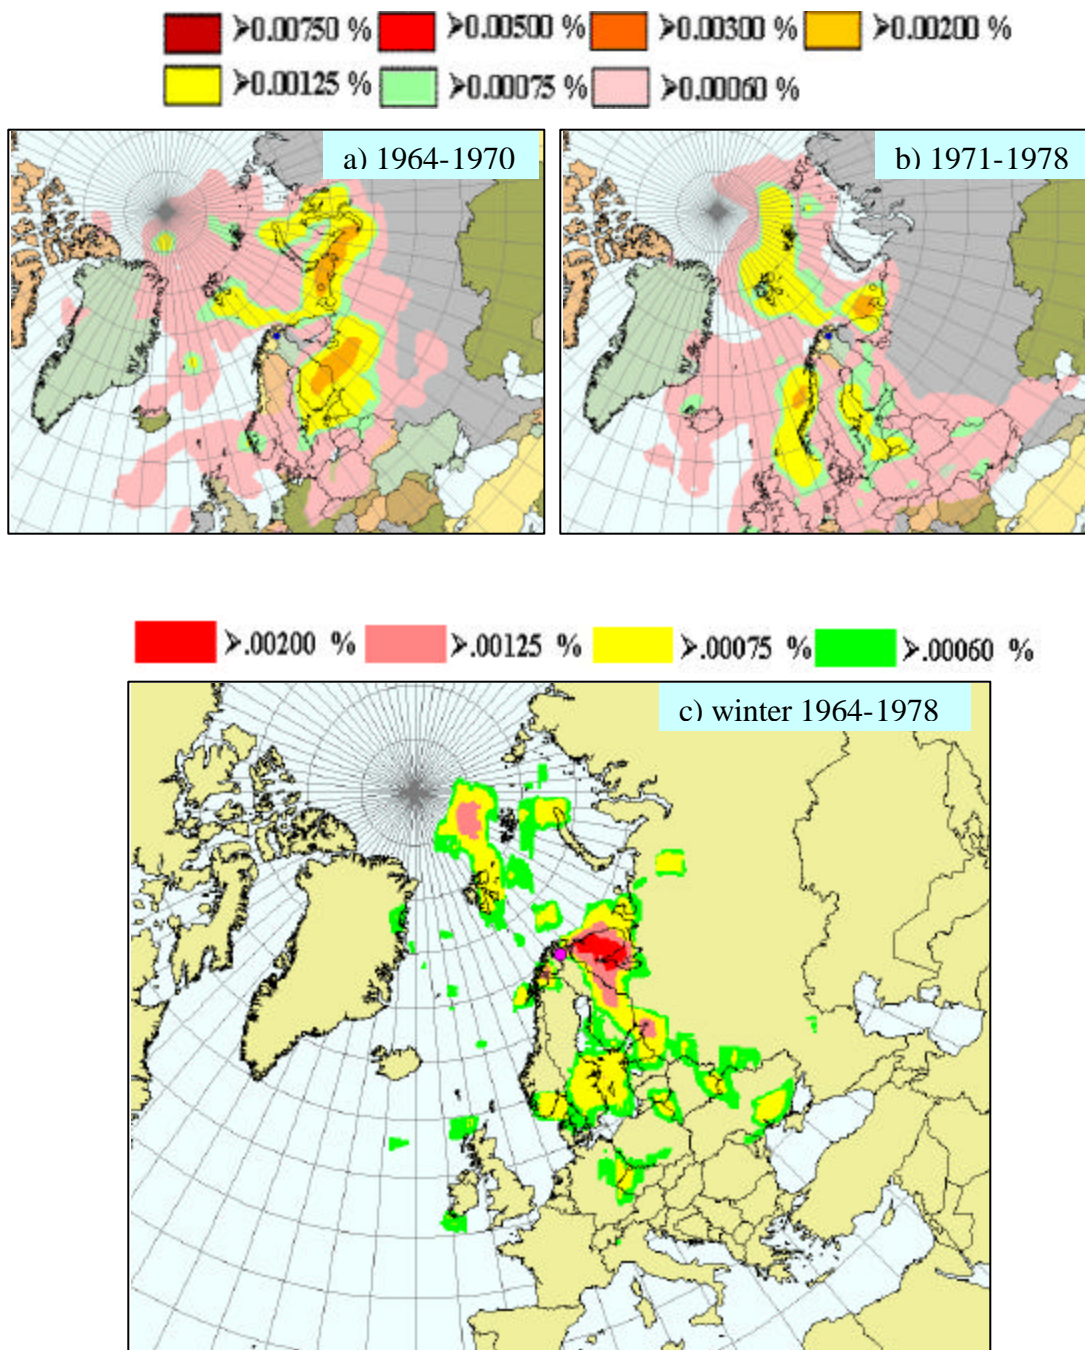 ➢0.00750 % ➢0.00500 % ➢0.00300 % ➢0.00200 %
➢0.00125 % ➢0.00075 % ➢0.00060 %
a) 1964-1970
b) 1971-1978
➢.00200 % ➢.00125 % ➢.00075 % ➢.00060 %
c) winter 1964-1978